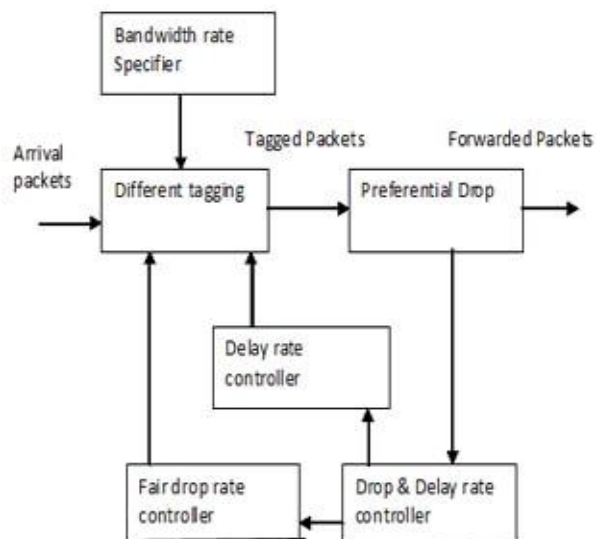 Bandwidth rate
Specifier
Tagged Packets
Forwarded Packets
Arrival
packets
Different tagging
Preferential Drop
Delay rate
controller
Fair drop rate
controller
Drop & Delay rate
controller